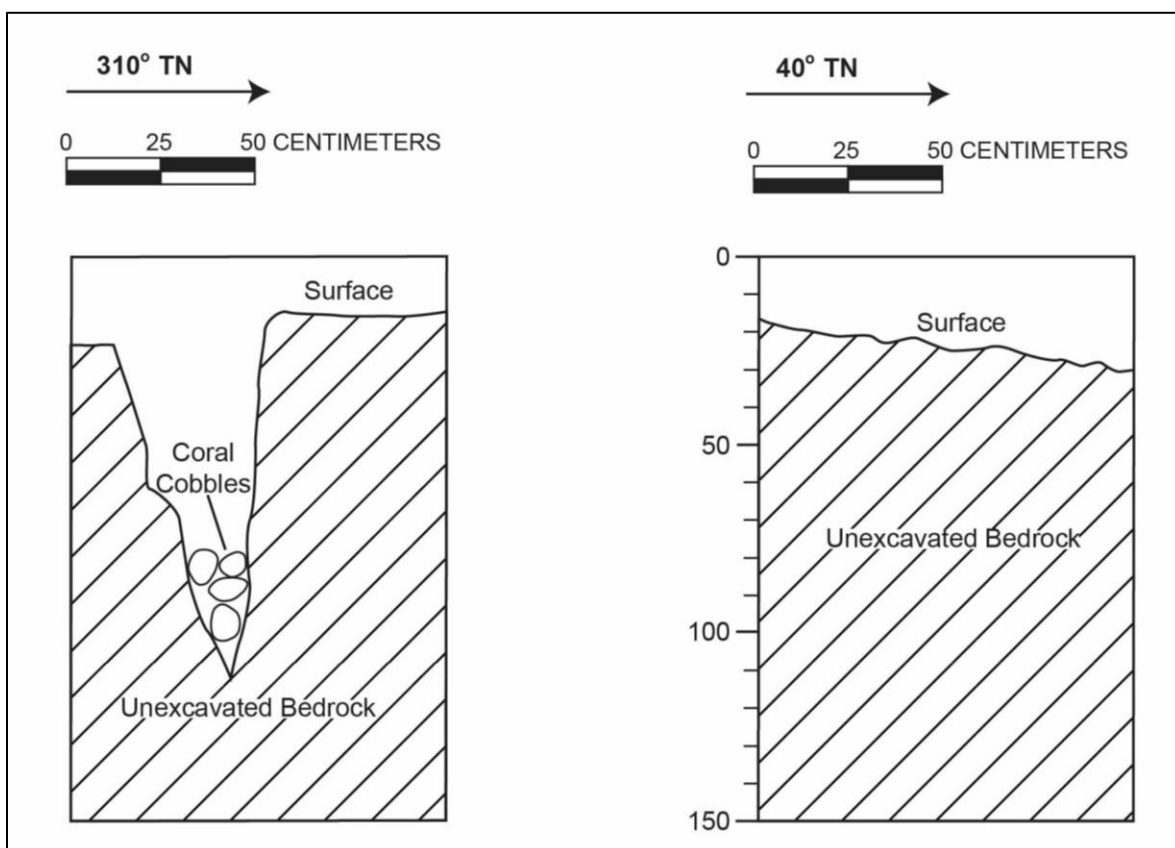 310° TN
0 25 50 CENTIMETERS
Surface
Coral
Cobbles
Unexcavated Bedrock
40° TN
0 25 50 CENTIMETERS
0
Surface
50
Unexcavated Bedrock
100
150